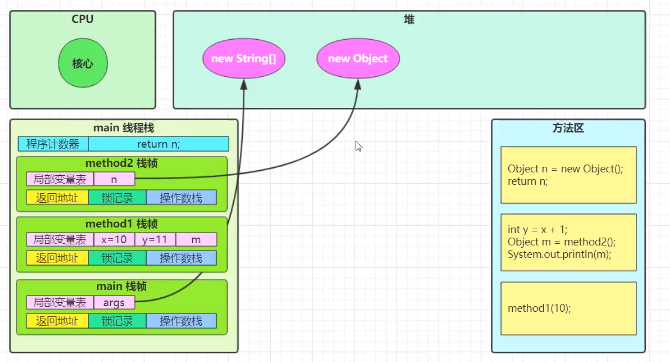 CPU
核心
堆
new String[]
new Object
main 线程栈
程序计数器 return n;
method2 栈帧
局部变量表 n
返回地址 锁记录 操作数栈
method1 栈帧
局部变量表 x=10 y=11 m
返回地址 锁记录 操作数栈
main 栈帧
局部变量表 args
返回地址 锁记录 操作数栈
方法区
Object n = new Object();
return n;
int y = x + 1;
Object m = method2();
System.out.println(m);
method1(10);